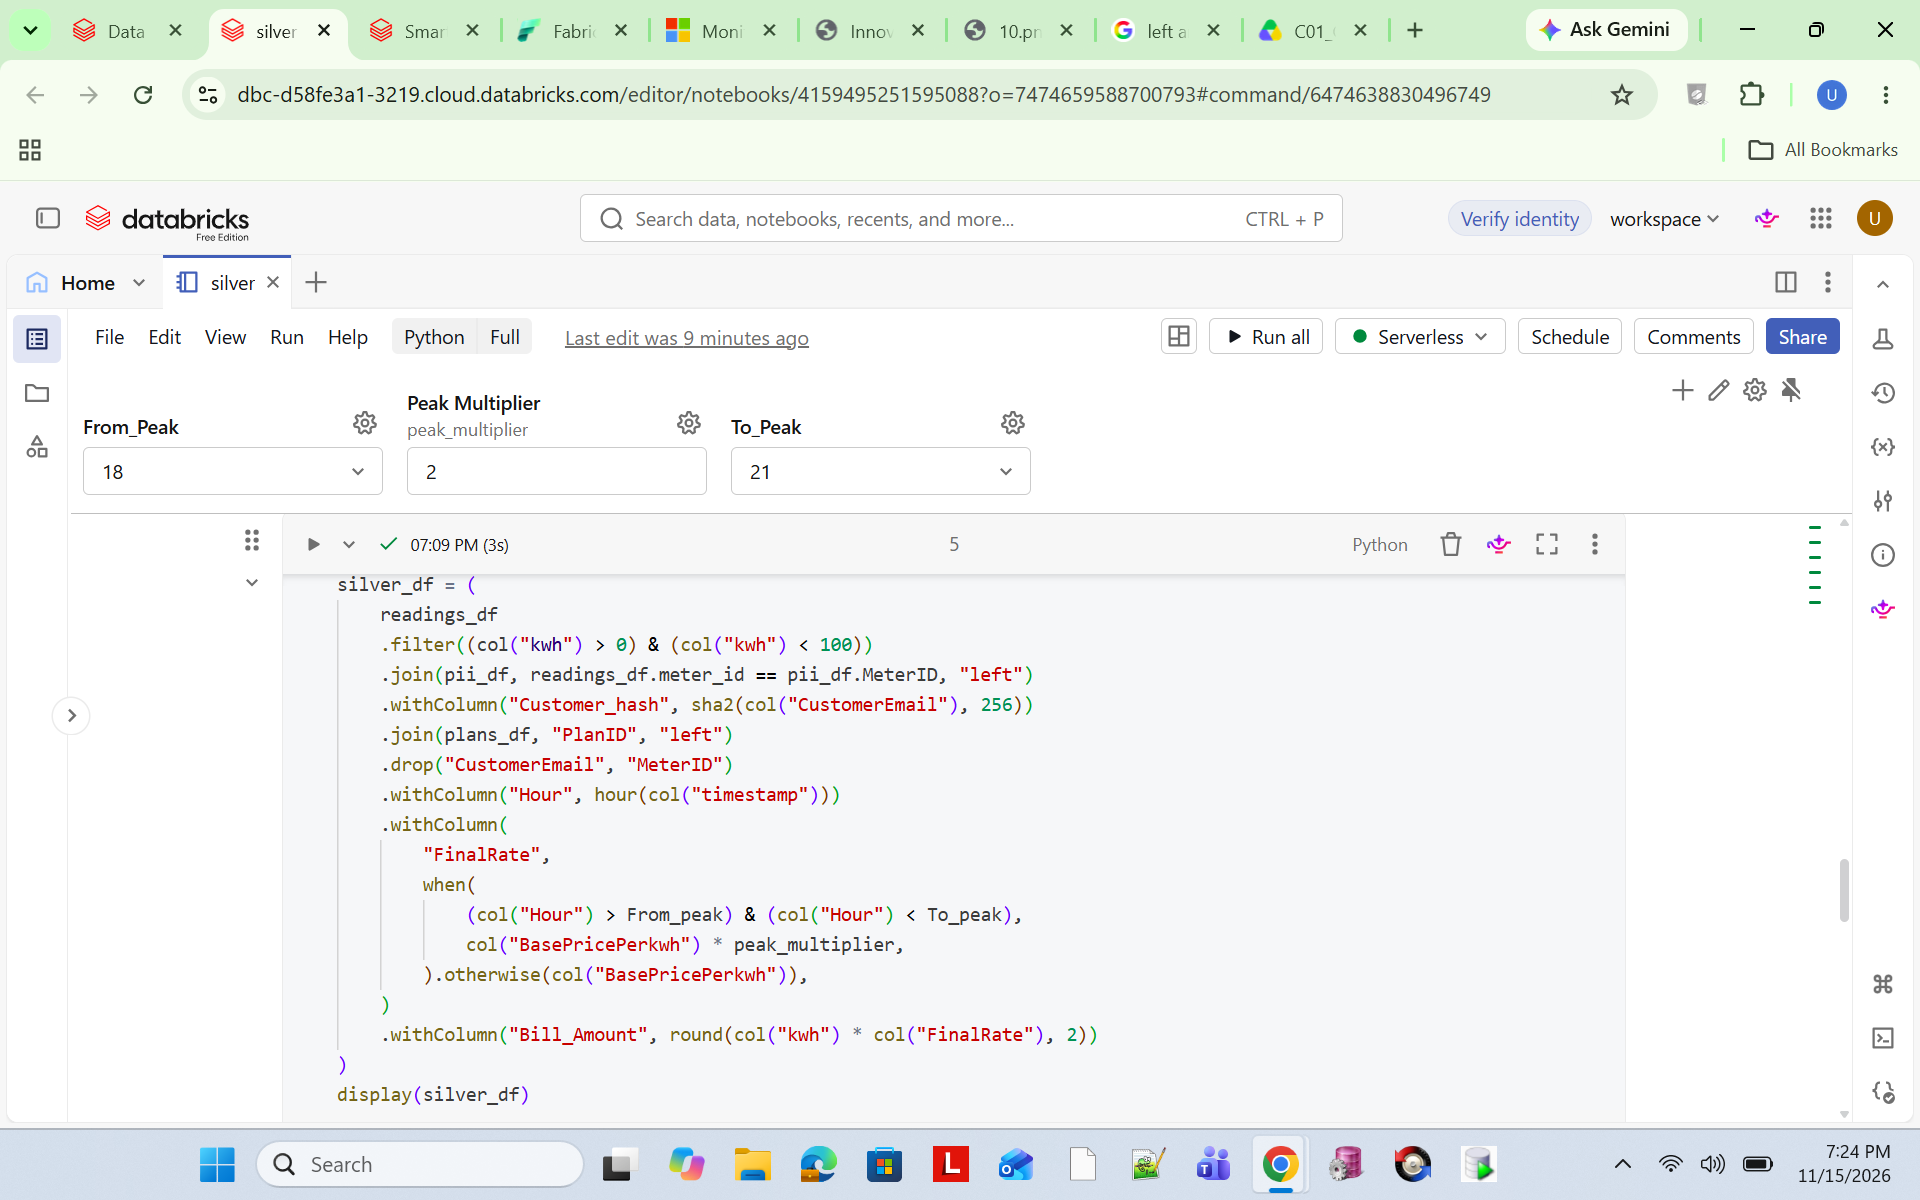 Data
silver
Smar
Fabri
Moni
Innov
10.pn
left a
C01_
Ask Gemini
dbc-d58fe3a1-3219.cloud.databricks.com/editor/notebooks/4159495251595088?o=7474659588700793#command/6474638830496749
U
All Bookmarks
databricks
Free Edition
Search data, notebooks, recents, and more...
CTRL + P
Verify identity
workspace
U
Home
silver
File
Edit
View
Run
Help
Python
Full
Last edit was 9 minutes ago
Run all
Serverless
Schedule
Comments
Share
From_Peak
18
Peak Multiplier
peak_multiplier
2
To_Peak
21
07:09 PM (3s)
5
Python
silver_df = (
readings_df
.filter((col("kwh") > 0) & (col("kwh") < 100))
.join(pii_df, readings_df.meter_id == pii_df.MeterID, "left")
.withColumn("Customer_hash", sha2(col("CustomerEmail"), 256))
.join(plans_df, "PlanID", "left")
.drop("CustomerEmail", "MeterID")
.withColumn("Hour", hour(col("timestamp")))
.withColumn(
"FinalRate",
when(
(col("Hour") > From_peak) & (col("Hour") < To_peak),
col("BasePricePerkwh") * peak_multiplier,
).otherwise(col("BasePricePerkwh")),
)
.withColumn("Bill_Amount", round(col("kwh") * col("FinalRate"), 2))
)
display(silver_df)
Search
L
T
7:24 PM
11/15/2026